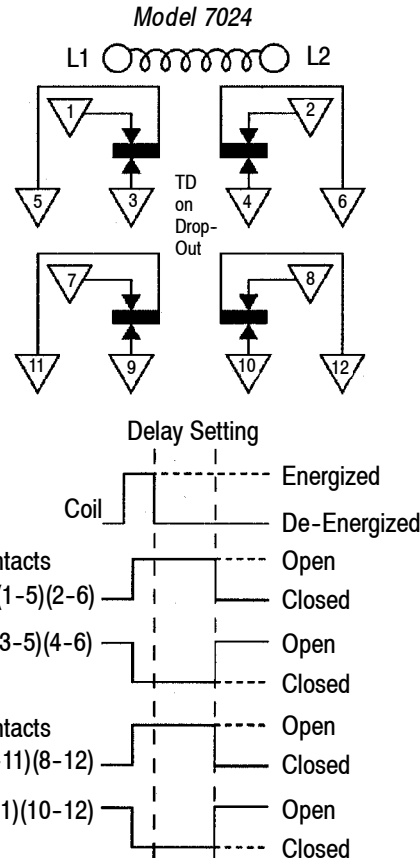 Model 7024
L1 L2
1 2
5 3 4 6
TD
on
Drop-
Out
7 8
11 9 10 12
Delay Setting
Energized
Coil
De-Energized
ntacts
Open
(1-5)(2-6)
Closed
3-5)(4-6)
Open
Closed
ntacts
Open
-11)(8-12)
Closed
1)(10-12)
Open
Closed